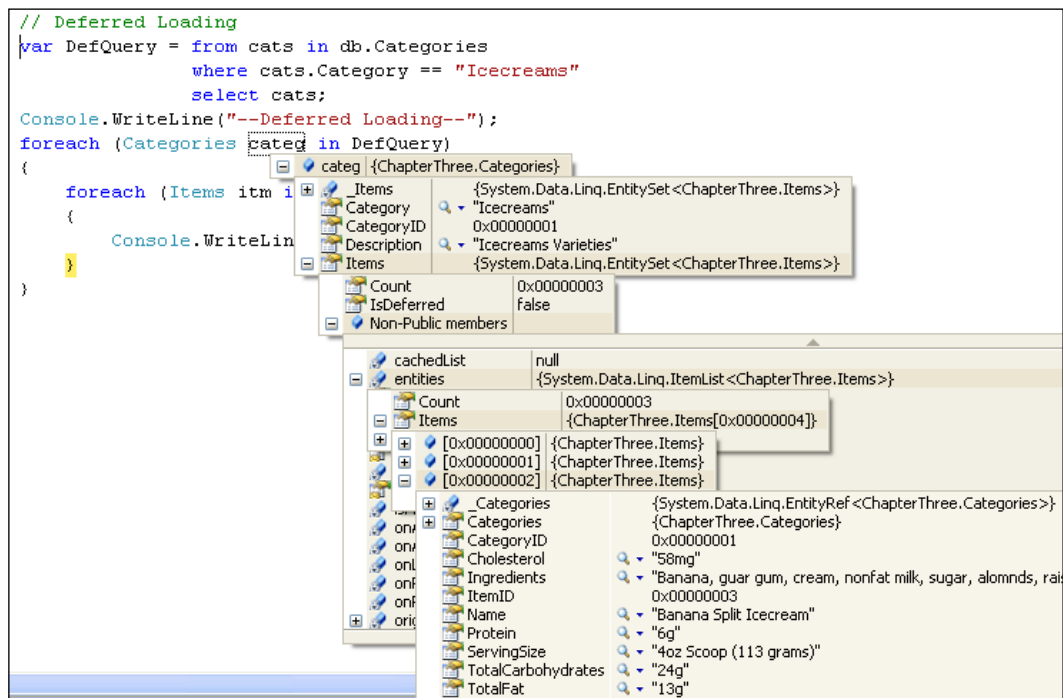 // Deferred Loading
var DefQuery = from cats in db.Categories
where cats.Category == "Icecreams"
select cats;
Console.WriteLine("--Deferred Loading--");
foreach (Categories categ in DefQuery)
{
categ {ChapterThree.Categories}
foreach (Items itm i
_Items {System.Data.Linq.EntitySet<ChapterThree.Items>}
Category "Icecreams"
{
CategoryID 0x00000001
Console.WriteLin
Description "Icecreams Varieties"
}
Items {System.Data.Linq.EntitySet<ChapterThree.Items>}
}
Count 0x00000003
IsDeferred false
Non-Public members
cachedList null
entities {System.Data.Linq.ItemList<ChapterThree.Items>}
Count 0x00000003
Items {ChapterThree.Items[0x00000004]}
[0x00000000] {ChapterThree.Items}
[0x00000001] {ChapterThree.Items}
[0x00000002] {ChapterThree.Items}
_Categories {System.Data.Linq.EntityRef<ChapterThree.Categories>}
Categories {ChapterThree.Categories}
CategoryID 0x00000001
Cholesterol "58mg"
Ingredients "Banana, guar gum, cream, nonfat milk, sugar, alomnds, rais
ItemID 0x00000003
Name "Banana Split Icecream"
Protein "6g"
ServingSize "4oz Scoop (113 grams)"
orig
TotalCarbohydrates "24g"
TotalFat "13g"